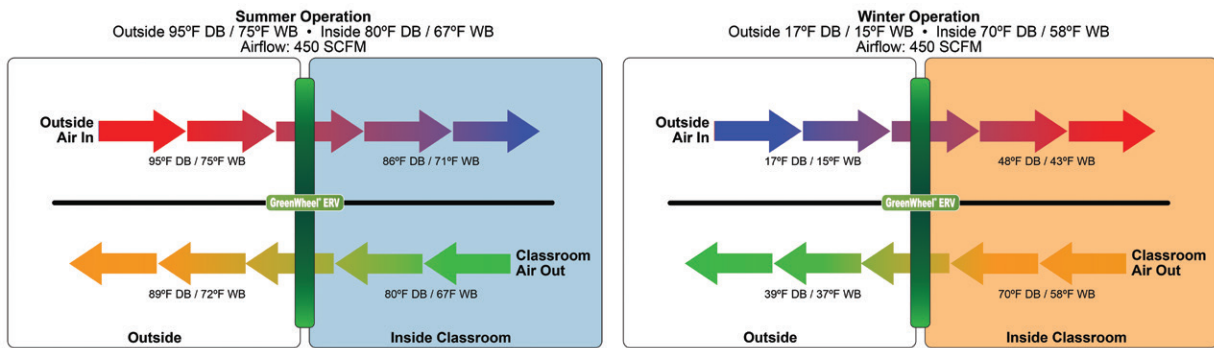 Summer Operation
Outside 95ºF DB / 75ºF WB • Inside 80ºF DB / 67ºF WB
Airflow: 450 SCFM
Outside
Air In
95ºF DB / 75ºF WB
86ºF DB / 71ºF WB
GreenWheel® ERV
Classroom
Air Out
89ºF DB / 72ºF WB
80ºF DB / 67F WB
Outside
Inside Classroom
Winter Operation
Outside 17ºF DB / 15ºF WB • Inside 70ºF DB / 58ºF WB
Airflow: 450 SCFM
Outside
Air In
17ºF DB / 15ºF WB
48ºF DB / 43ºF WB
GreenWheel® ERV
Classroom
Air Out
39ºF DB / 37ºF WB
70ºF DB / 58ºF WB
Outside
Inside Classroom